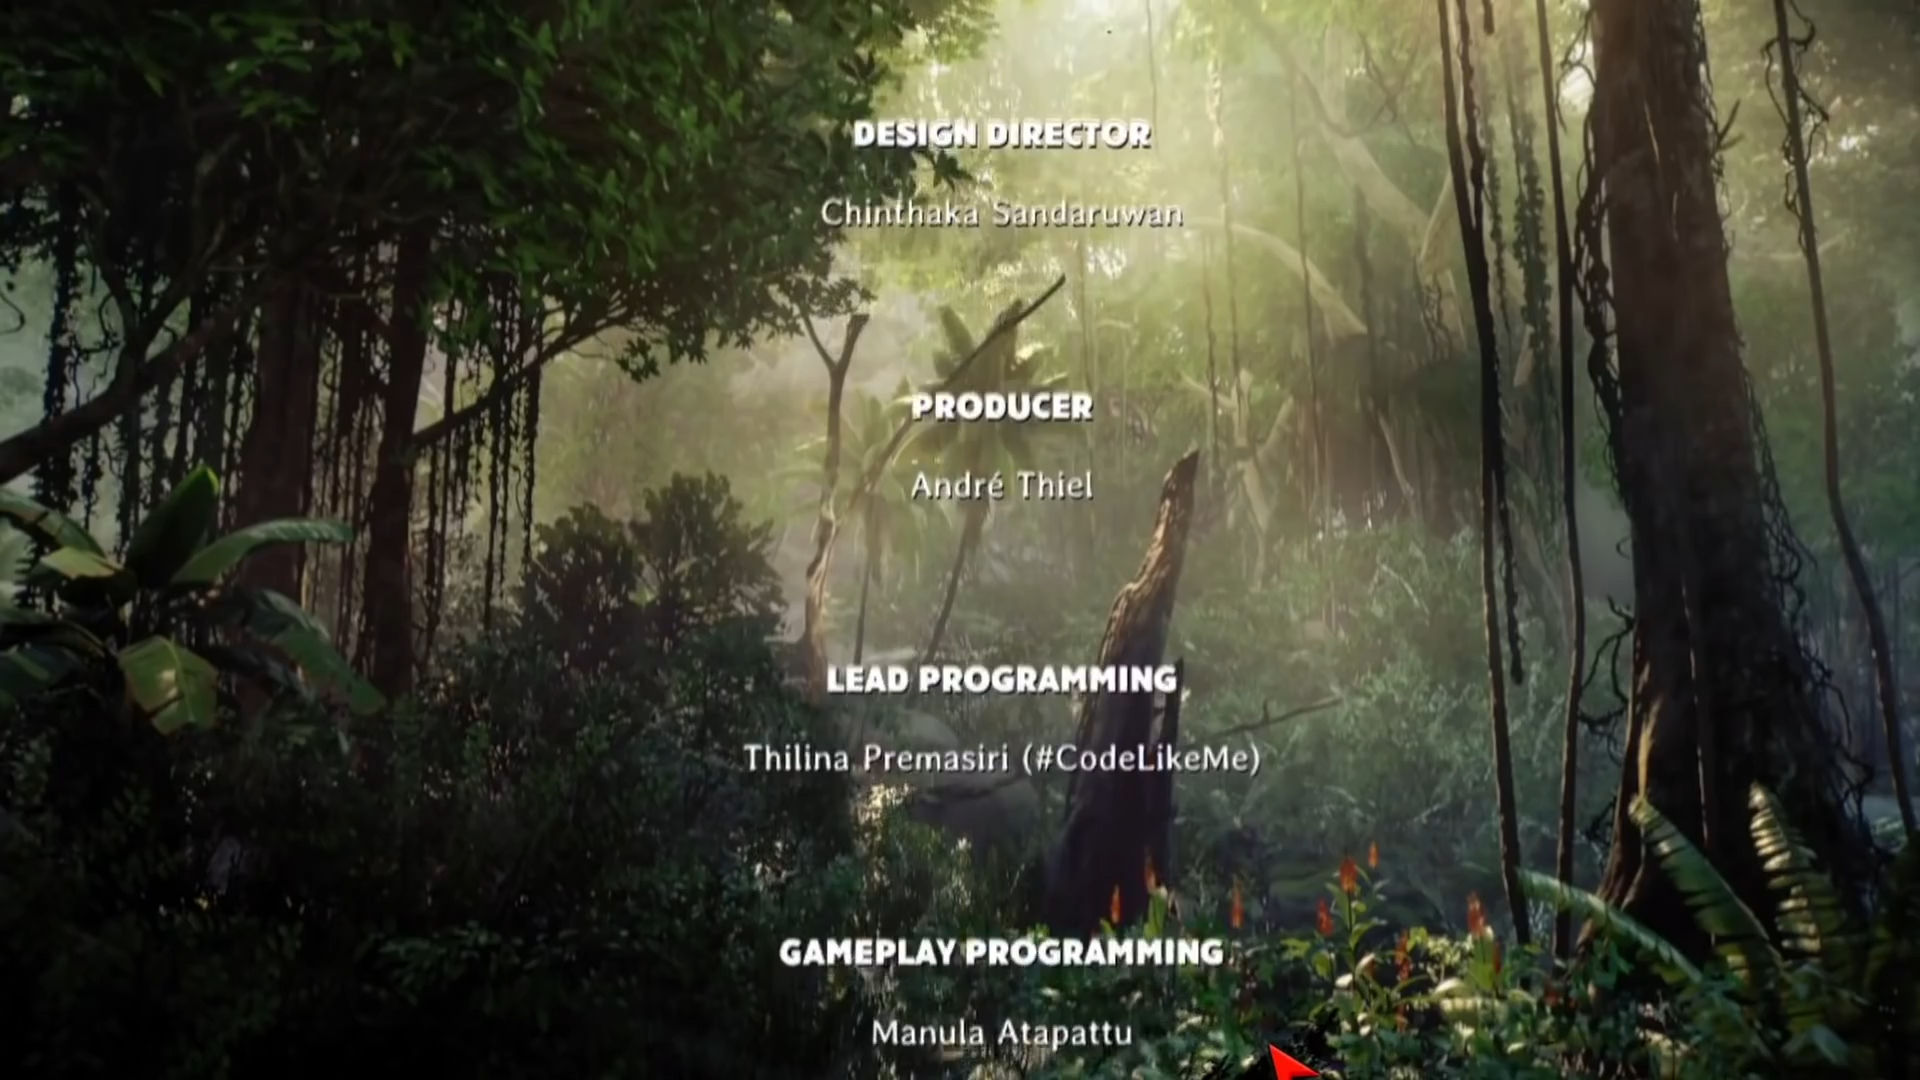 DESIGN DIRECTOR
Chinthaka Sandaruwan
PRODUCER
André Thiel
LEAD PROGRAMMING
Thilina Premasiri (#CodeLikeMe)
GAMEPLAY PROGRAMMING
Manula Atapattu